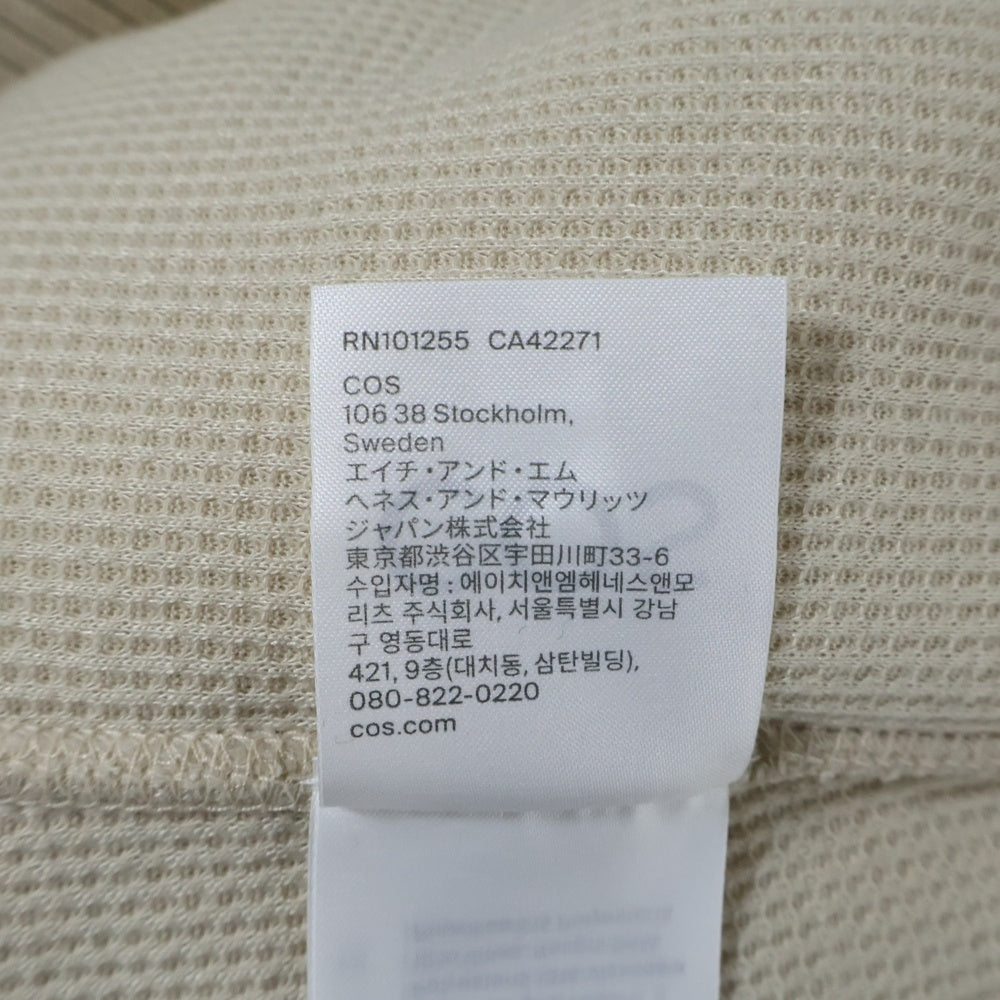 RN101255 CA42271
COS
106 38 Stockholm,
Sweden
エイチ・アンド・エム
ヘネス・アンド・マウリッツ
ジャパン株式会社
東京都渋谷区宇田川町33-6
수입자명 : 에이치앤엠헤네스앤모
리츠 주식회사, 서울특별시 강남
구 영동대로
421, 9층(대치동, 삼탄빌딩),
080-822-0220
cos.com